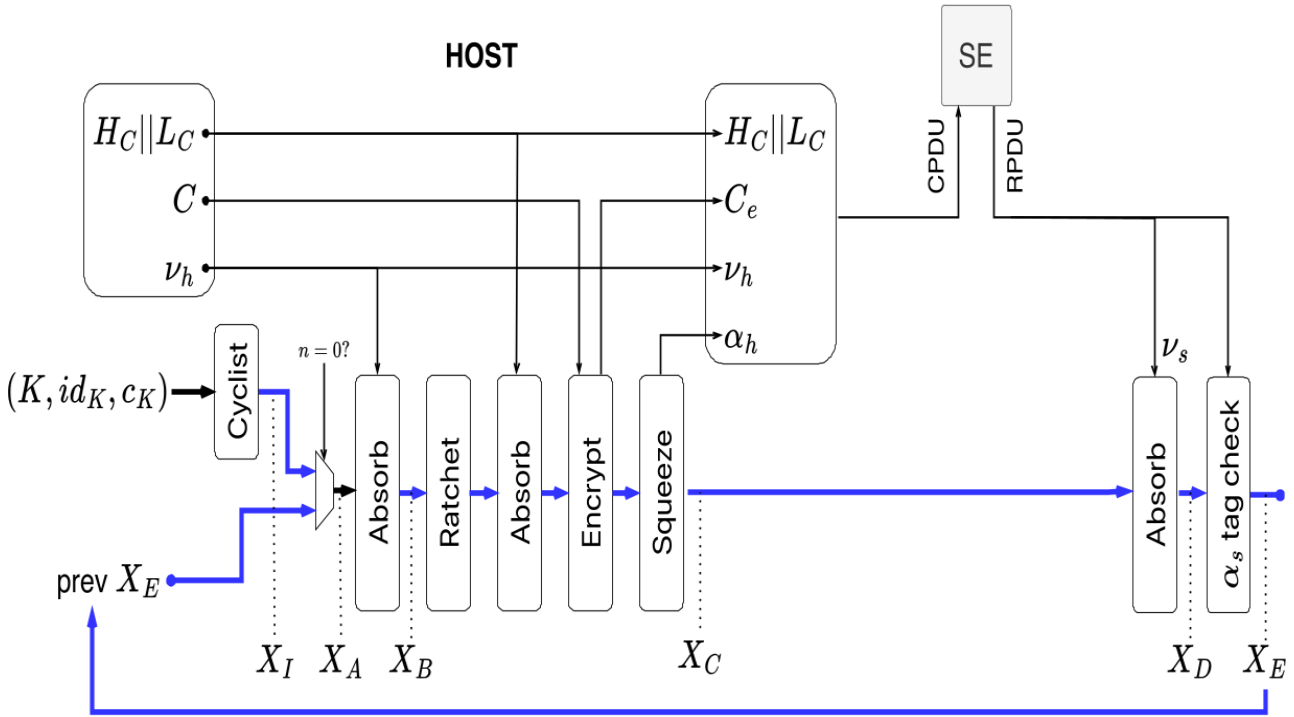 HOST
SE
H_C||L_C
H_C||L_C
CPDU
RPDU
C
C_e
ν_h
ν_h
α_h
n = 0?
ν_s
(K, id_K, c_K)
Cyclist
Absorb
Ratchet
Absorb
Encrypt
Squeeze
Absorb
α_s tag check
prev X_E
X_I
X_A
X_B
X_C
X_D
X_E